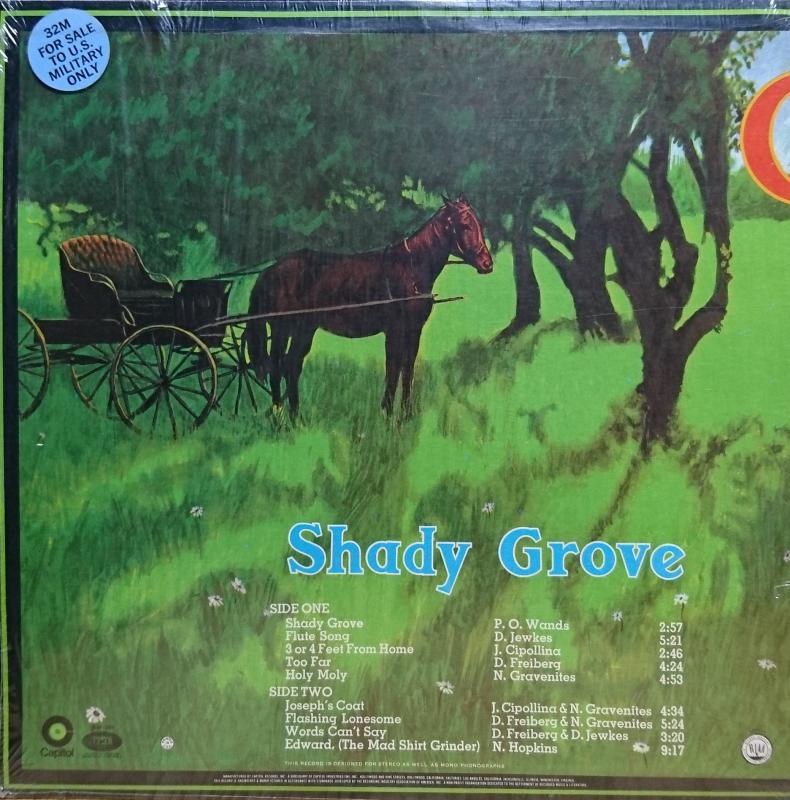 32M
FOR SALE
TO U.S.
MILITARY
ONLY
Shady Grove
SIDE ONE
Shady Grove P. O. Wands 2:57
Flute Song D. Jewkes 5:21
3 or 4 Feet From Home J. Cipollina 2:46
Too Far D. Freiberg 4:24
Holy Moly N. Gravenites 4:53
SIDE TWO
Joseph's Coat J. Cipollina & N. Gravenites 4:34
Flashing Lonesome D. Freiberg & N. Gravenites 5:24
Words Can't Say D. Freiberg & D. Jewkes 3:20
Edward, (The Mad Shirt Grinder) N. Hopkins 9:17
Capitol
THIS RECORD IS DESIGNED FOR STEREO AS WELL AS MONO PHONOGRAPHS